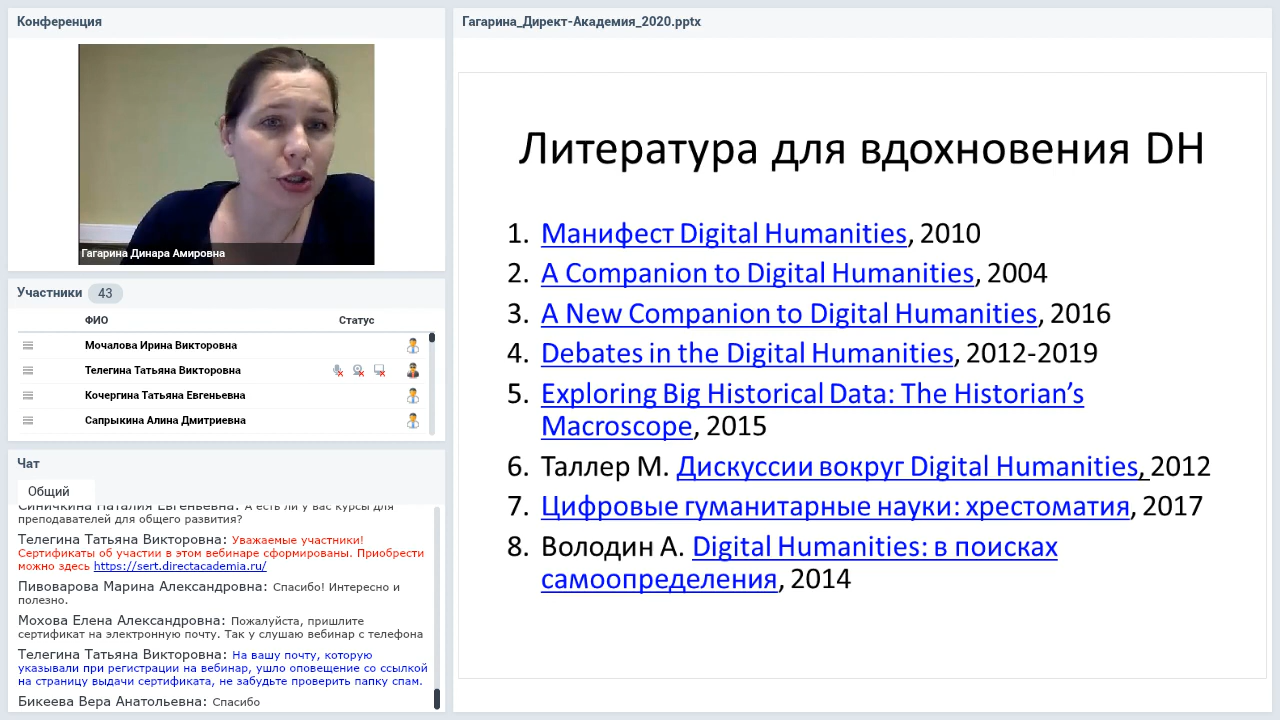 Конференция
Гагарина Динара Амировна
Участники 43
ФИО Статус
Мочалова Ирина Викторовна
Телегина Татьяна Викторовна
Кочергина Татьяна Евгеньевна
Сапрыкина Алина Дмитриевна
Чат
Общий
Синичкина Наталия Евгеньевна: А есть ли у вас курсы для
преподавателей для общего развития?
Телегина Татьяна Викторовна: Уважаемые участники!
Сертификаты об участии в этом вебинаре сформированы. Приобрести
можно здесь https://sert.directacademia.ru/
Пивоварова Марина Александровна: Спасибо! Интересно и
полезно.
Мохова Елена Александровна: Пожалуйста, пришлите
сертификат на электронную почту. Так у слушаю вебинар с телефона
Телегина Татьяна Викторовна: На вашу почту, которую
указывали при регистрации на вебинар, ушло оповещение со ссылкой
на страницу выдачи сертификата, не забудьте проверить папку спам.
Бикеева Вера Анатольевна: Спасибо
Гагарина_Директ-Академия_2020.pptx
Литература для вдохновения DH
1. Манифест Digital Humanities, 2010
2. A Companion to Digital Humanities, 2004
3. A New Companion to Digital Humanities, 2016
4. Debates in the Digital Humanities, 2012-2019
5. Exploring Big Historical Data: The Historian’s
Macroscope, 2015
6. Таллер М. Дискуссии вокруг Digital Humanities, 2012
7. Цифровые гуманитарные науки: хрестоматия, 2017
8. Володин А. Digital Humanities: в поисках
самоопределения, 2014